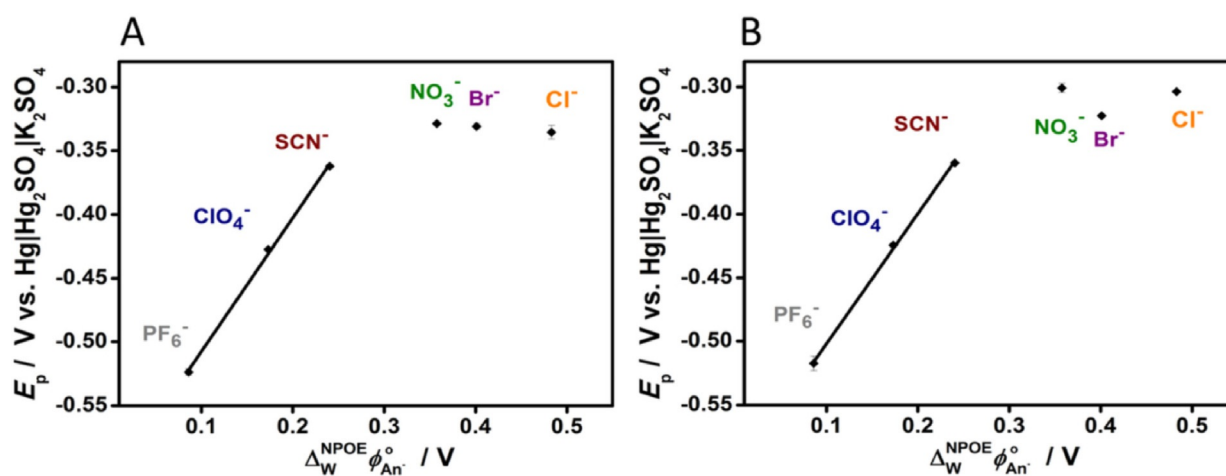 A
E_p / V vs. Hg|Hg₂SO₄|K₂SO₄
-0.30
-0.35
-0.40
-0.45
-0.50
-0.55
PF₆⁻
ClO₄⁻
SCN⁻
NO₃⁻
Br⁻
Cl⁻
0.1 0.2 0.3 0.4 0.5
Δ_W^NPOE ϕ°_An⁻ / V
B
E_p / V vs. Hg|Hg₂SO₄|K₂SO₄
-0.30
-0.35
-0.40
-0.45
-0.50
-0.55
PF₆⁻
ClO₄⁻
SCN⁻
NO₃⁻
Br⁻
Cl⁻
0.1 0.2 0.3 0.4 0.5
Δ_W^NPOE ϕ°_An⁻ / V